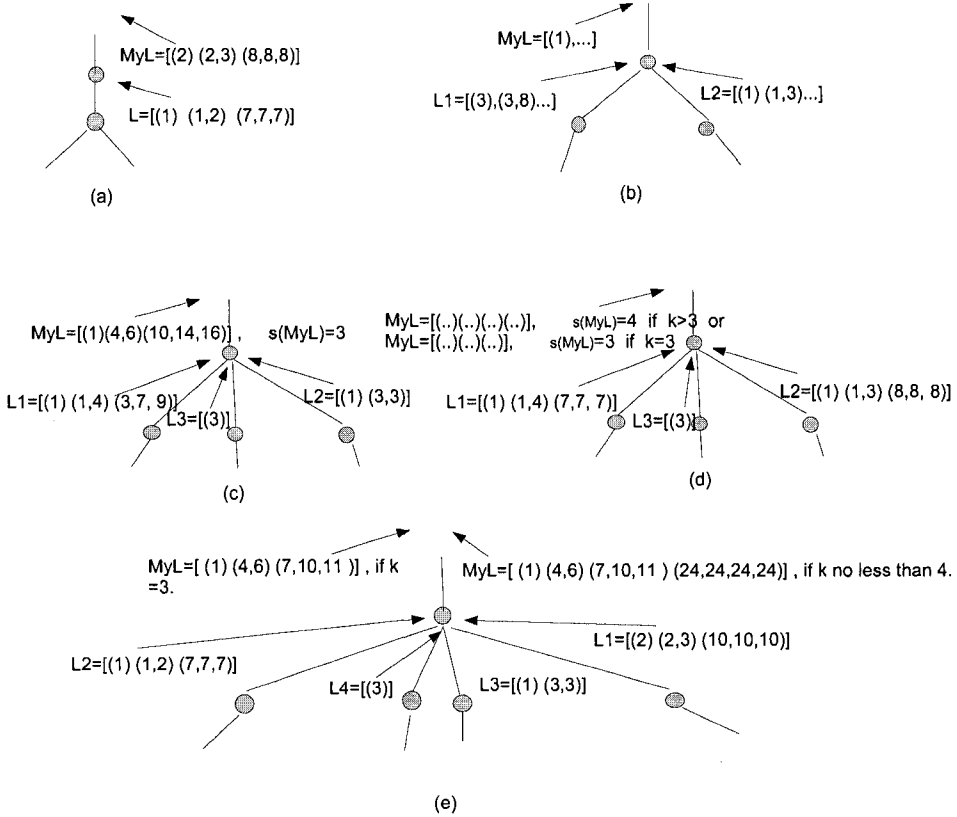 MyL=[(2) (2,3) (8,8,8)]
L=[(1) (1,2) (7,7,7)]
(a)
MyL=[(1),...]
L1=[(3),(3,8)...]
L2=[(1) (1,3)...]
(b)
MyL=[(1)(4,6)(10,14,16)] , s(MyL)=3
L1=[(1) (1,4) (3,7, 9)]
L3=[(3)]
L2=[(1) (3,3)]
(c)
MyL=[(..)(..)(..)(..)], s(MyL)=4 if k>3 or
MyL=[(..)(..)(..)], s(MyL)=3 if k=3
L1=[(1) (1,4) (7,7, 7)]
L3=[(3)]
L2=[(1) (1,3) (8,8, 8)]
(d)
MyL=[ (1) (4,6) (7,10,11 )] , if k
=3.
MyL=[ (1) (4,6) (7,10,11 ) (24,24,24,24)] , if k no less than 4.
L2=[(1) (1,2) (7,7,7)]
L4=[(3)]
L3=[(1) (3,3)]
L1=[(2) (2,3) (10,10,10)]
(e)